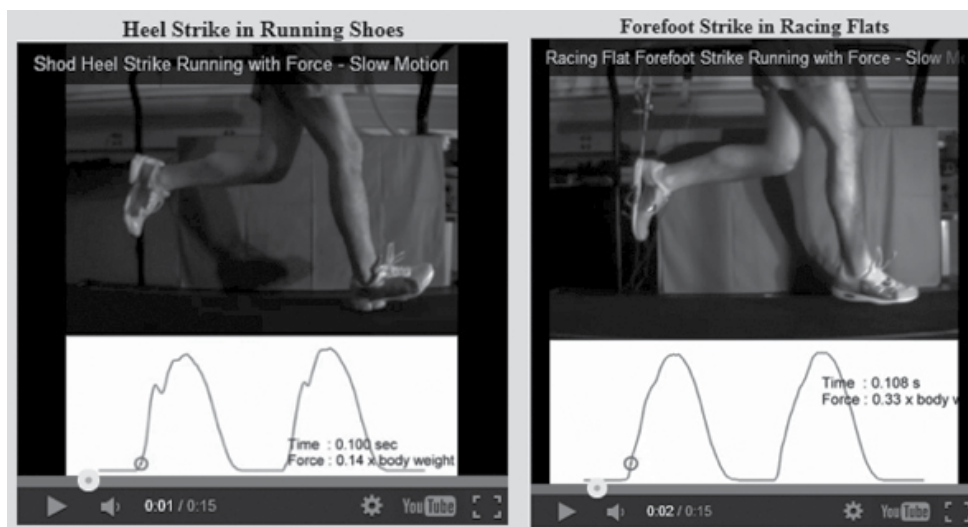 Heel Strike in Running Shoes
Shod Heel Strike Running with Force - Slow Motion
Time : 0.100 sec
Force : 0.14 x body weight
0:01 / 0:15
YouTube
Forefoot Strike in Racing Flats
Racing Flat Forefoot Strike Running with Force - Slow M
Time : 0.108 s
Force : 0.33 x body w
0:02 / 0:15
YouTube